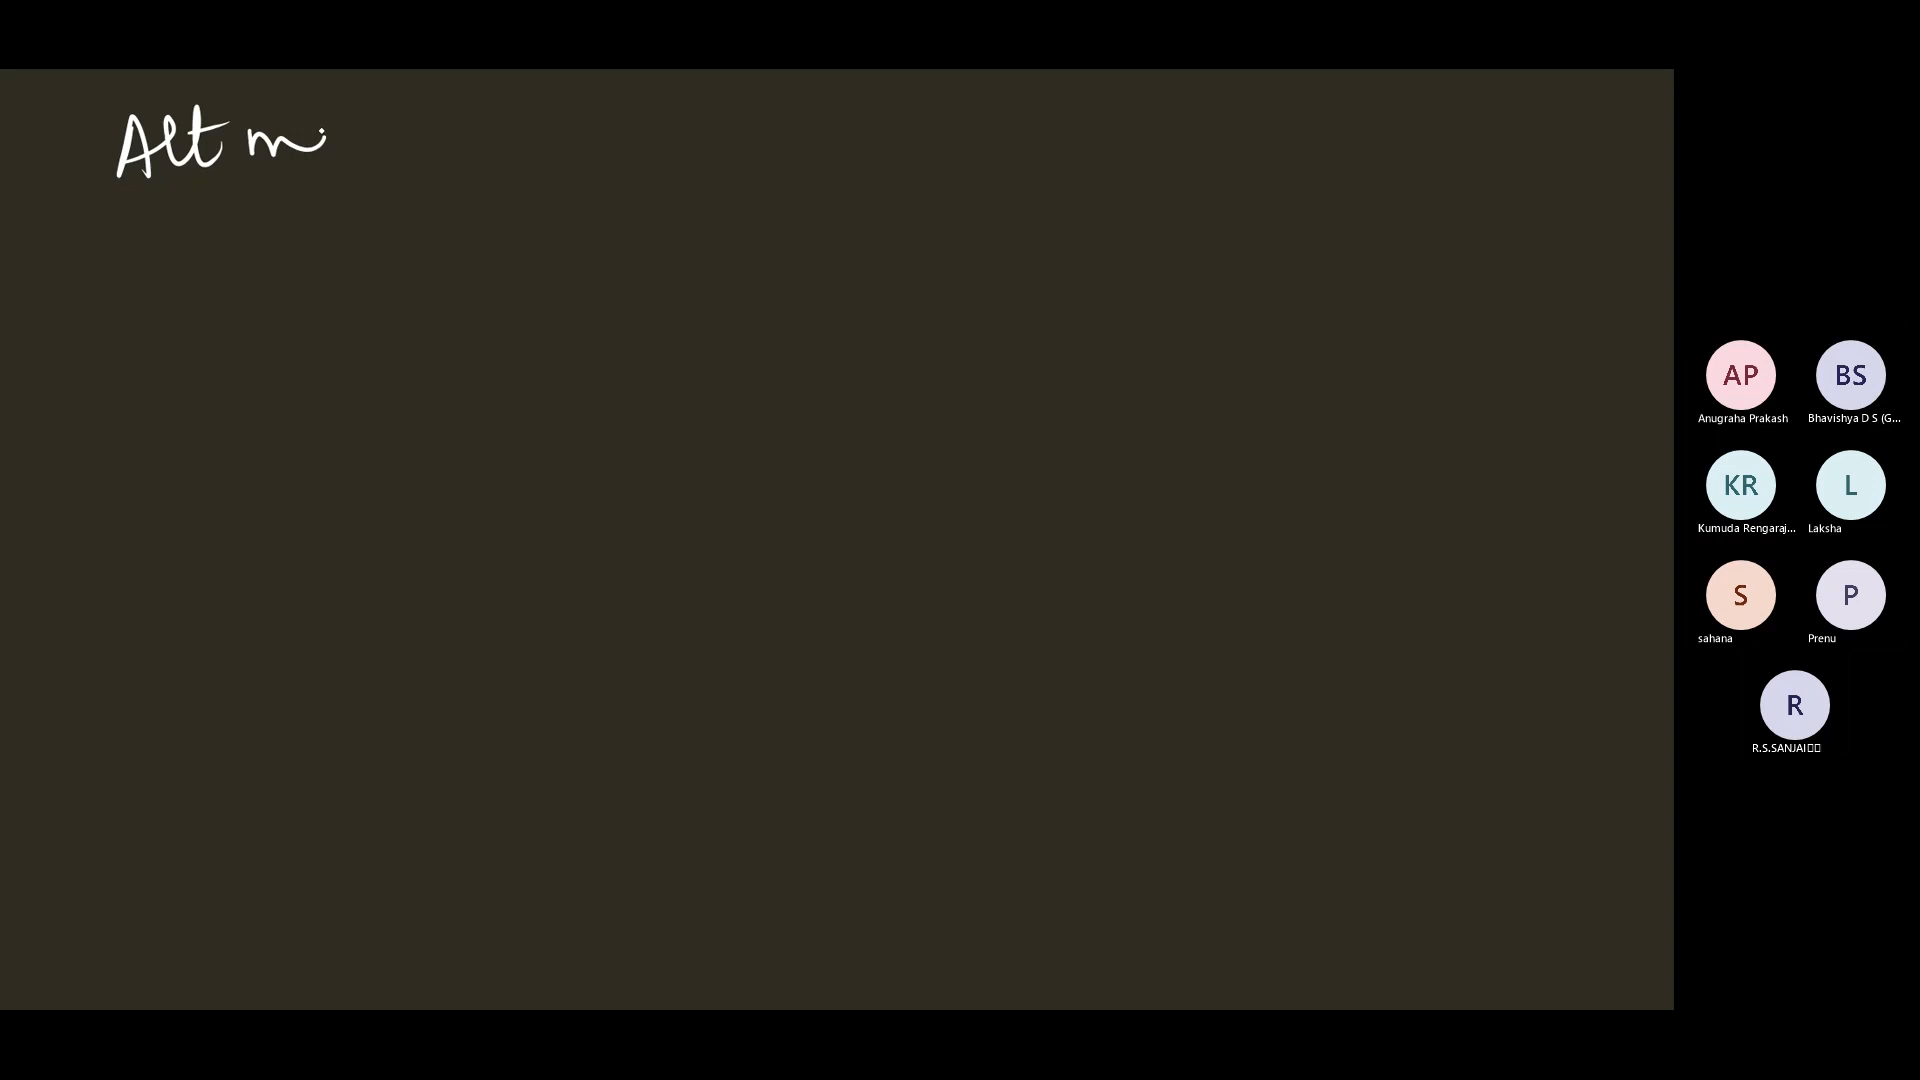 Alt m
AP
BS
Anugraha Prakash
Bhavishya D S (G...
KR
L
Kumuda Rengaraj...
Laksha
S
P
sahana
Prenu
R
R.S.SANJAI